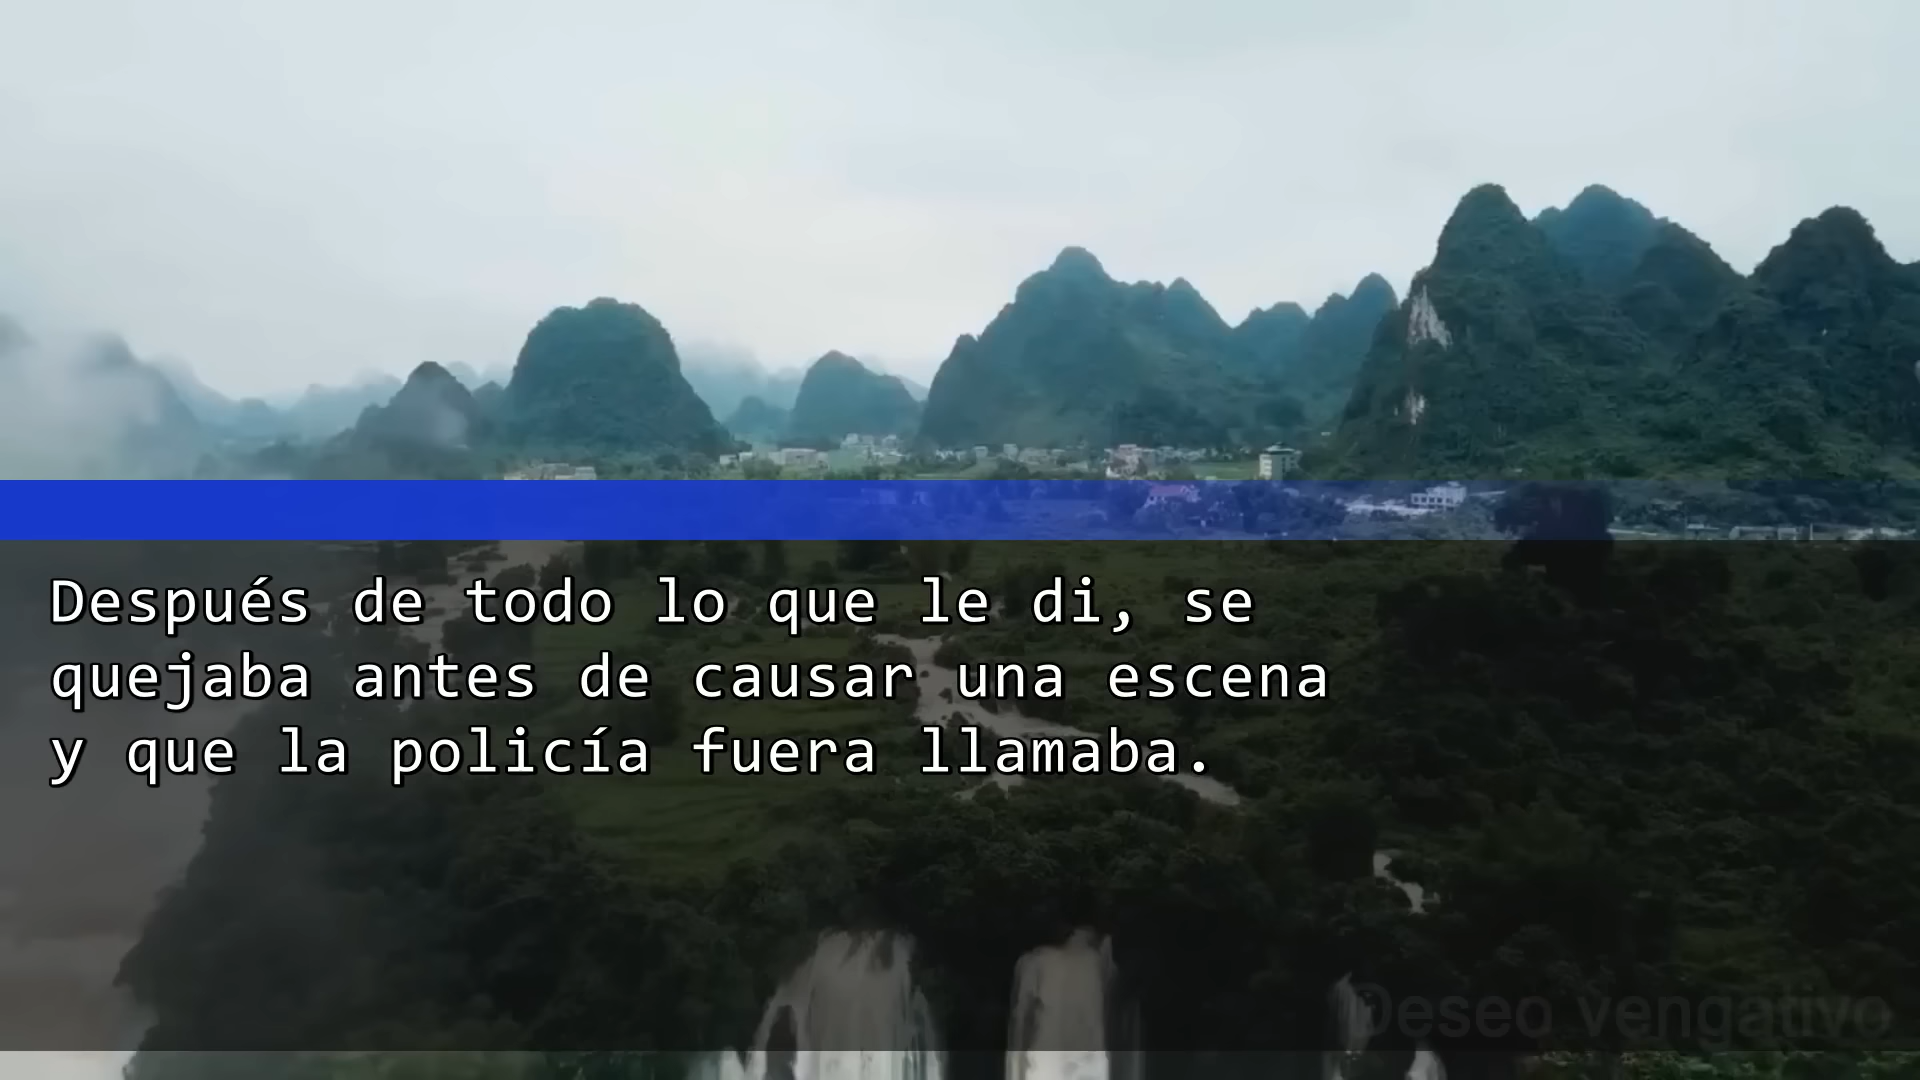 Después de todo lo que le di, se
quejaba antes de causar una escena
y que la policía fuera llamaba.
Deseo vengativo